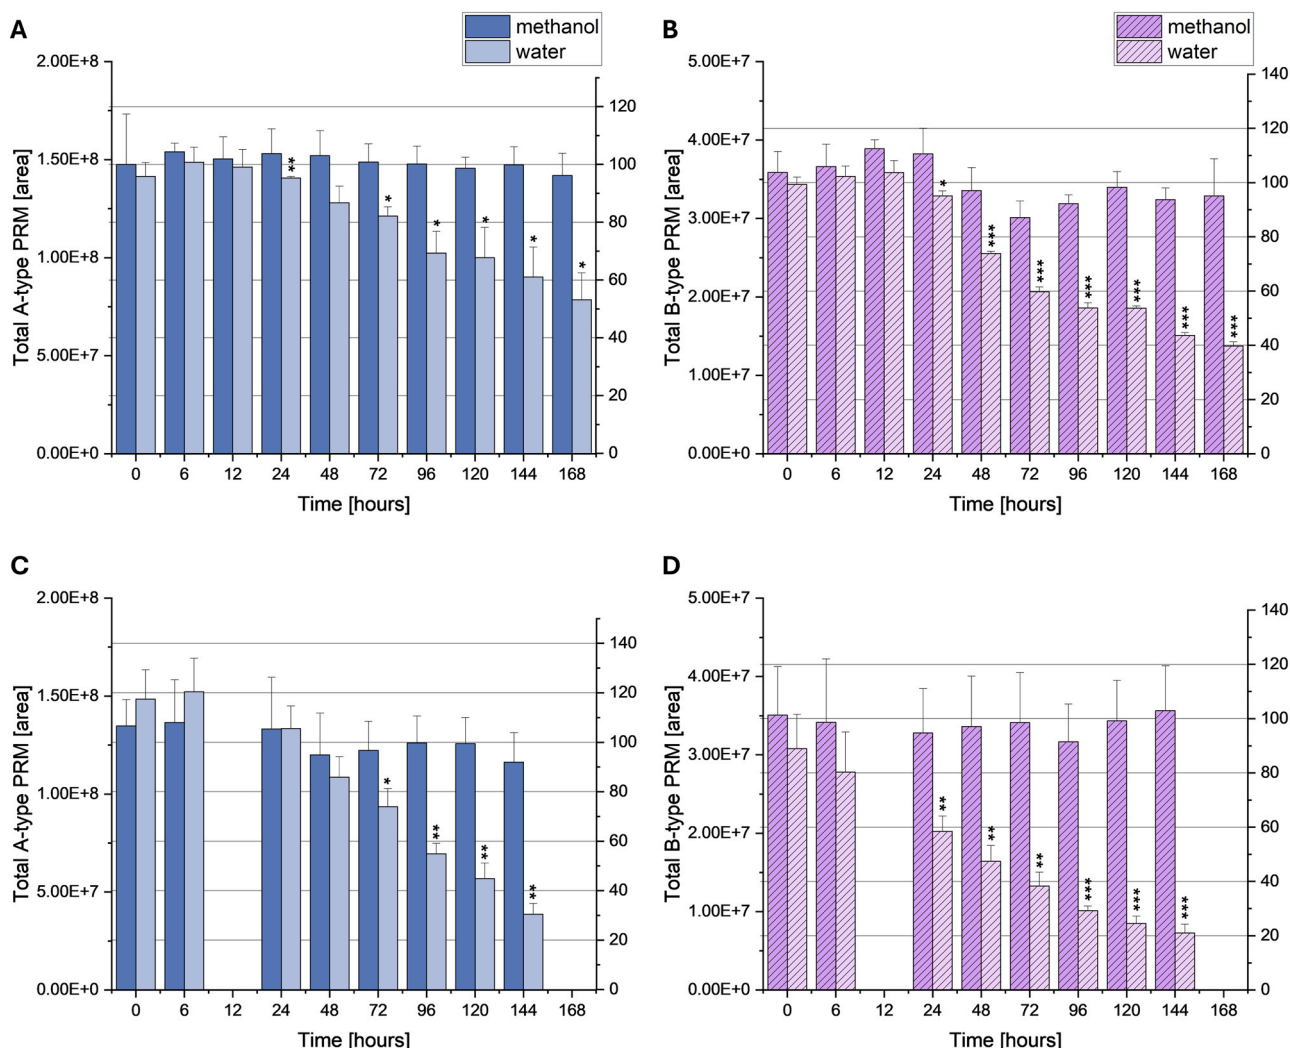 A
methanol
water
2.00E+8
1.50E+8
1.00E+8
5.00E+7
0.00E+0
Total A-type PRM [area]
120
100
80
60
40
20
0
** * * * * *
0 6 12 24 48 72 96 120 144 168
Time [hours]
B
methanol
water
5.00E+7
4.00E+7
3.00E+7
2.00E+7
1.00E+7
0.00E+0
Total B-type PRM [area]
140
120
100
80
60
40
20
0
* *** *** *** *** *** ***
0 6 12 24 48 72 96 120 144 168
Time [hours]
C
2.00E+8
1.50E+8
1.00E+8
5.00E+7
0.00E+0
Total A-type PRM [area]
140
120
100
80
60
40
20
0
* ** ** **
0 6 12 24 48 72 96 120 144 168
Time [hours]
D
5.00E+7
4.00E+7
3.00E+7
2.00E+7
1.00E+7
0.00E+0
Total B-type PRM [area]
140
120
100
80
60
40
20
0
** ** ** *** *** ***
0 6 12 24 48 72 96 120 144 168
Time [hours]